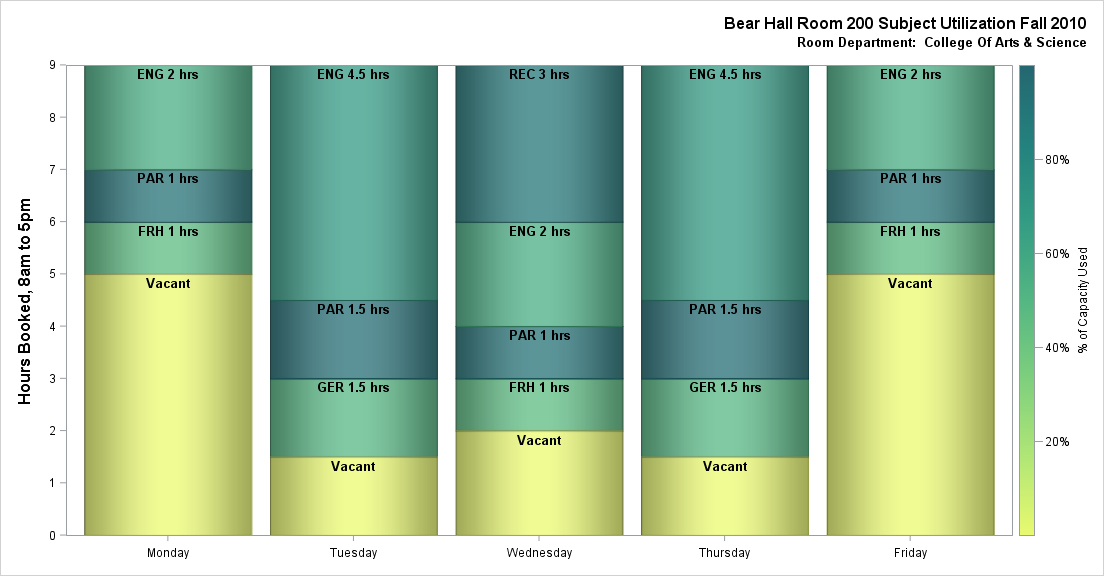 Bear Hall Room 200 Subject Utilization Fall 2010
Room Department:  College Of Arts & Science
Hours Booked, 8am to 5pm
9
8
7
6
5
4
3
2
1
0
ENG 2 hrs
PAR 1 hrs
FRH 1 hrs
Vacant
ENG 4.5 hrs
PAR 1.5 hrs
GER 1.5 hrs
Vacant
REC 3 hrs
ENG 2 hrs
PAR 1 hrs
FRH 1 hrs
Vacant
ENG 4.5 hrs
PAR 1.5 hrs
GER 1.5 hrs
Vacant
ENG 2 hrs
PAR 1 hrs
FRH 1 hrs
Vacant
Monday
Tuesday
Wednesday
Thursday
Friday
80%
60%
40%
20%
% of Capacity Used